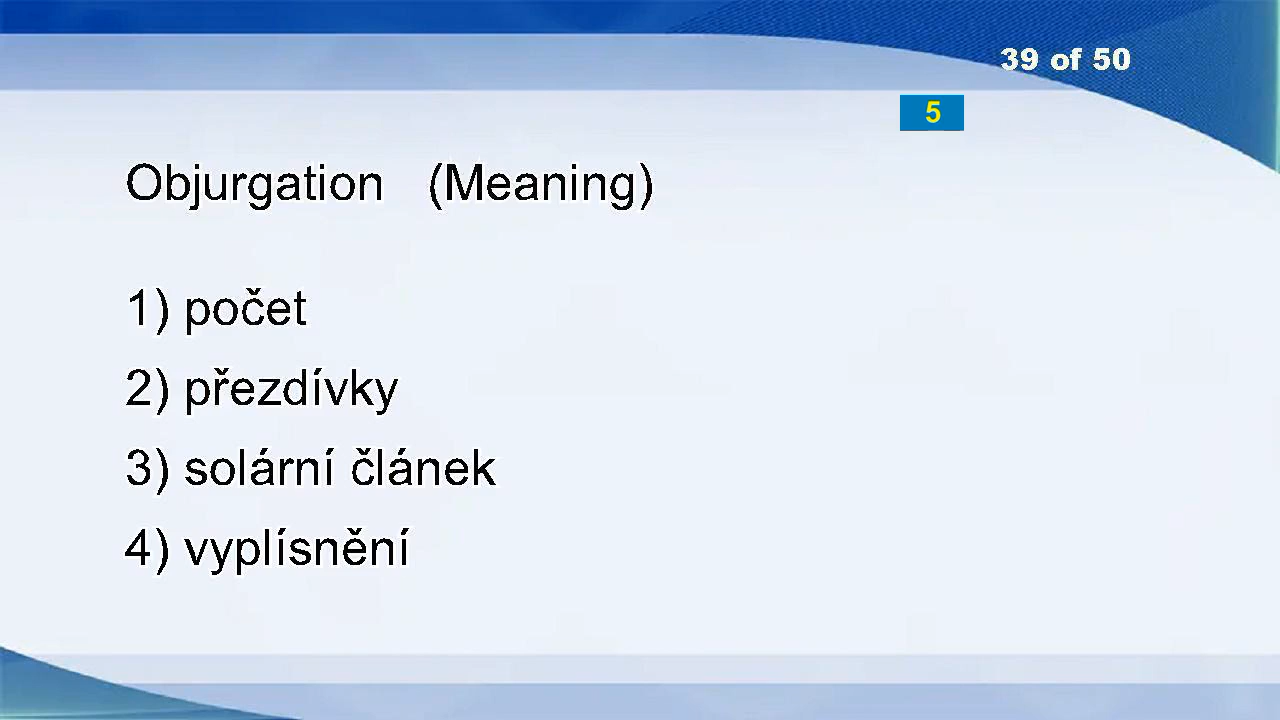 39 of 50
5
Objurgation (Meaning)
1) počet
2) přezdívky
3) solární článek
4) vyplísnění